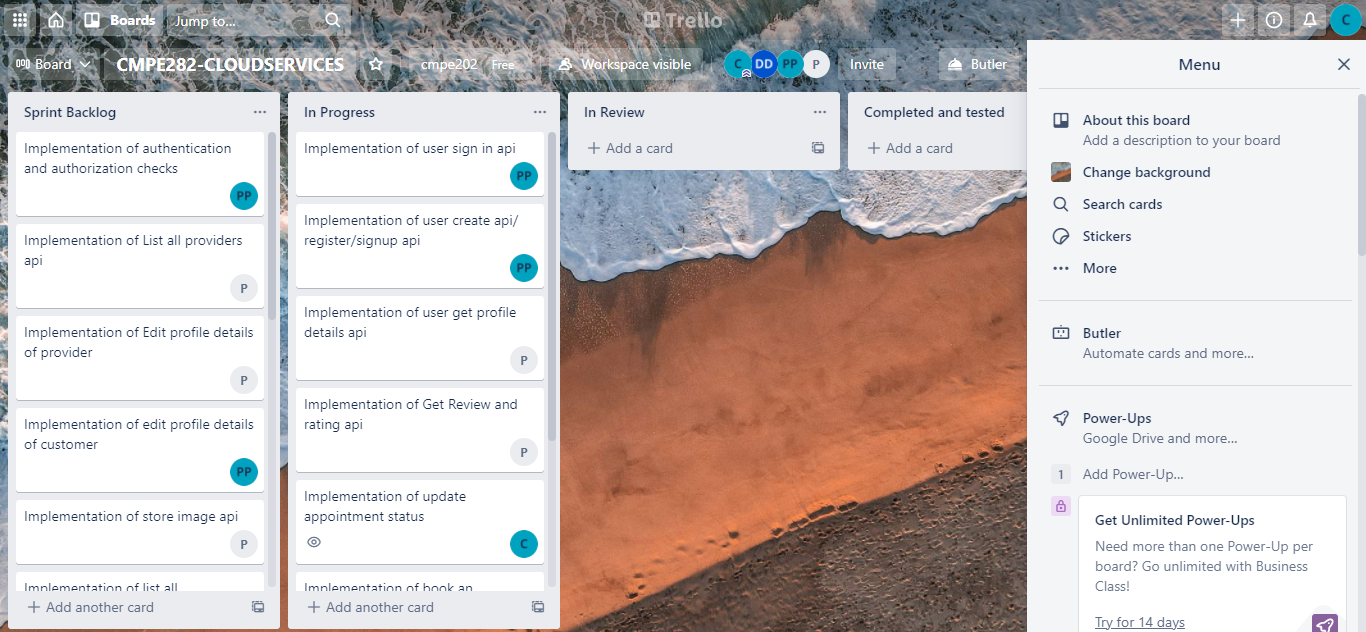 Boards
Jump to...
Trello
C
Board
CMPE282-CLOUDSERVICES
cmpe202
Free
Workspace visible
C
DD
PP
P
Invite
Butler
Sprint Backlog
Implementation of authentication
and authorization checks
PP
Implementation of List all providers
api
P
Implementation of Edit profile details
of provider
P
Implementation of edit profile details
of customer
PP
Implementation of store image api
P
Implementation of list all
Add another card
In Progress
Implementation of user sign in api
PP
Implementation of user create api/
register/signup api
PP
Implementation of user get profile
details api
P
Implementation of Get Review and
rating api
P
Implementation of update
appointment status
C
Implementation of book an
Add another card
In Review
Add a card
Completed and tested
Add a card
Menu
About this board
Add a description to your board
Change background
Search cards
Stickers
More
Butler
Automate cards and more...
Power-Ups
Google Drive and more...
1
Add Power-Up...
Get Unlimited Power-Ups
Need more than one Power-Up per
board? Go unlimited with Business
Class!
Try for 14 days